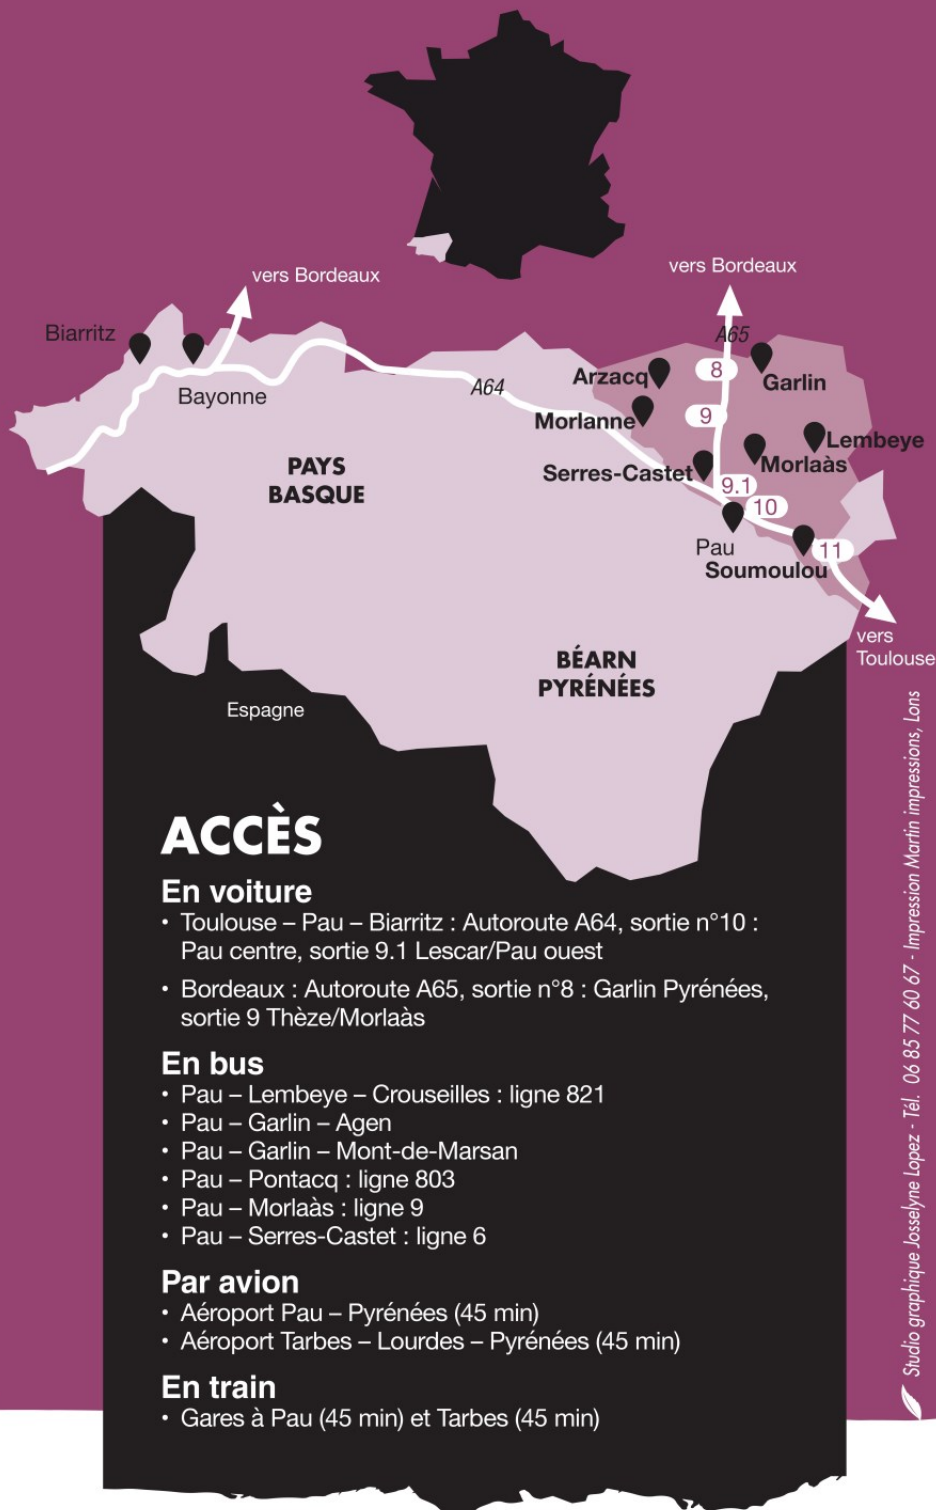 vers Bordeaux
vers Bordeaux
Biarritz
Bayonne
A64
A65
8
Arzacq
Garlin
9
Morlanne
Lembeye
Morlaàs
Serres-Castet
9.1
10
Pau
11
Soumoulou
PAYS
BASQUE
vers
Toulouse
BÉARN
PYRÉNÉES
Espagne
ACCÈS
En voiture
• Toulouse – Pau – Biarritz : Autoroute A64, sortie n°10 :
Pau centre, sortie 9.1 Lescar/Pau ouest
• Bordeaux : Autoroute A65, sortie n°8 : Garlin Pyrénées,
sortie 9 Thèze/Morlaàs
En bus
• Pau – Lembeye – Crouseilles : ligne 821
• Pau – Garlin – Agen
• Pau – Garlin – Mont-de-Marsan
• Pau – Pontacq : ligne 803
• Pau – Morlaàs : ligne 9
• Pau – Serres-Castet : ligne 6
Par avion
• Aéroport Pau – Pyrénées (45 min)
• Aéroport Tarbes – Lourdes – Pyrénées (45 min)
En train
• Gares à Pau (45 min) et Tarbes (45 min)
Studio graphique Josselyne Lopez - Tél. 06 85 77 60 67 - Impression Martin impressions, Lons